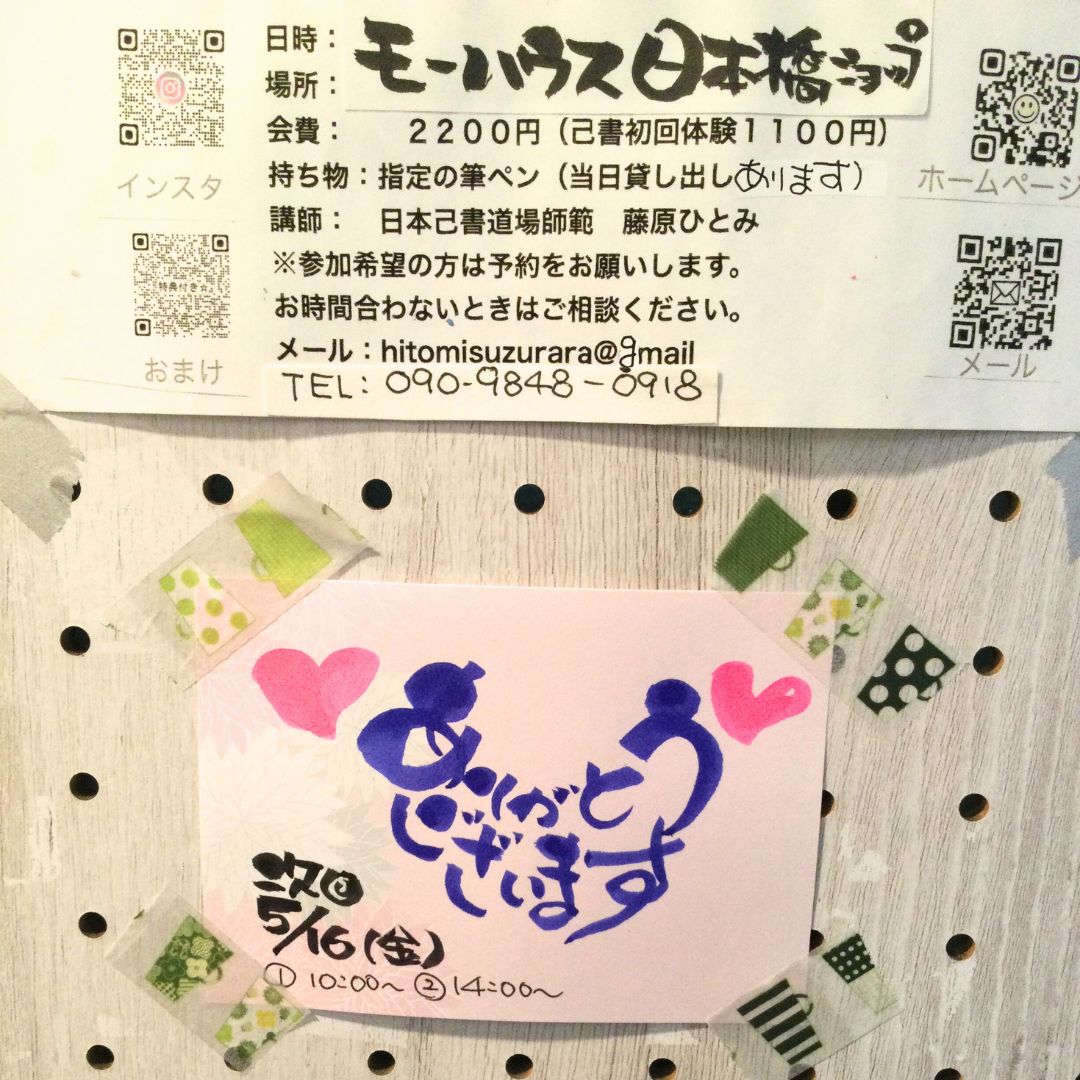 日時:
場所: モーハウス日本橋ショップ
会費: 2200円(己書初回体験1100円)
持ち物:指定の筆ペン(当日貸し出しあります)
講師: 日本己書道場師範 藤原ひとみ
※参加希望の方は予約をお願いします。
お時間合わないときはご相談ください。
メール:hitomisuzurara@gmail
TEL: 090-9848-0918
インスタ
特典付き☆
おまけ
ホームページ
メール
ありがとう
ございます
次回
5/16(金)
① 10:00~ ② 14:00~